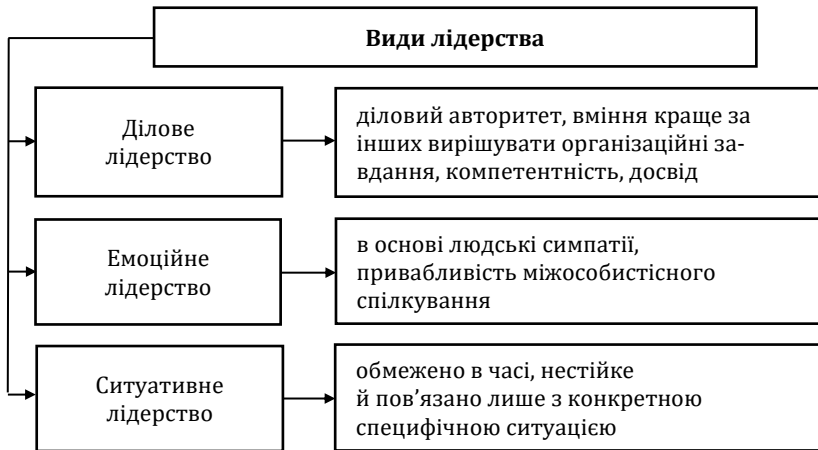 Види лідерства
Ділове
лідерство
діловий авторитет, вміння краще за
інших вирішувати організаційні за-
вдання, компетентність, досвід
Емоційне
лідерство
в основі людські симпатії,
привабливість міжособистісного
спілкування
Ситуативне
лідерство
обмежено в часі, нестійке
й пов’язано лише з конкретною
специфічною ситуацією